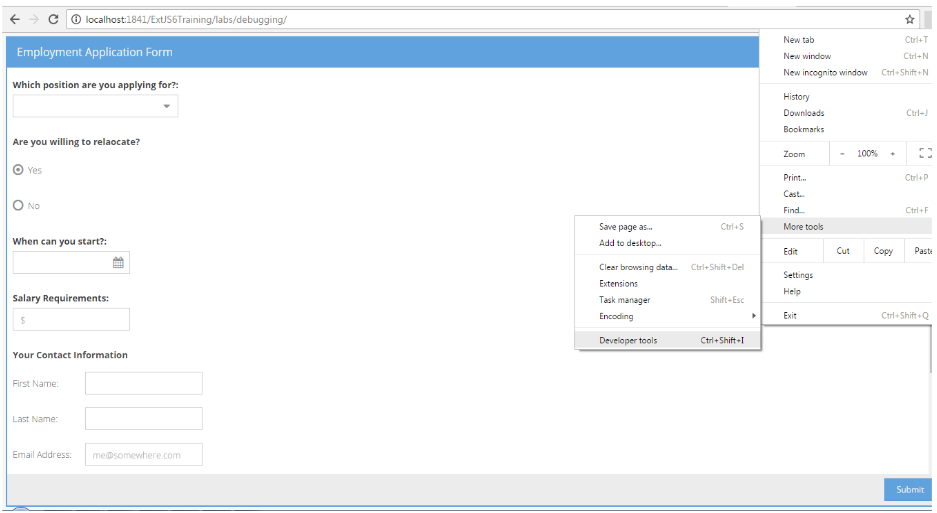 localhost:1841/ExtJS6Training/labs/debugging/
Employment Application Form
Which position are you applying for?:
Are you willing to relaocate?
Yes
No
When can you start?:
Salary Requirements:
$
Your Contact Information
First Name:
Last Name:
Email Address: me@somewhere.com
Submit
New tab Ctrl+T
New window Ctrl+N
New incognito window Ctrl+Shift+N
History
Downloads Ctrl+J
Bookmarks
Zoom - 100% +
Print... Ctrl+P
Cast...
Find... Ctrl+F
More tools
Edit Cut Copy Paste
Settings
Help
Exit Ctrl+Shift+Q
Save page as... Ctrl+S
Add to desktop...
Clear browsing data... Ctrl+Shift+Del
Extensions
Task manager Shift+Esc
Encoding
Developer tools Ctrl+Shift+I